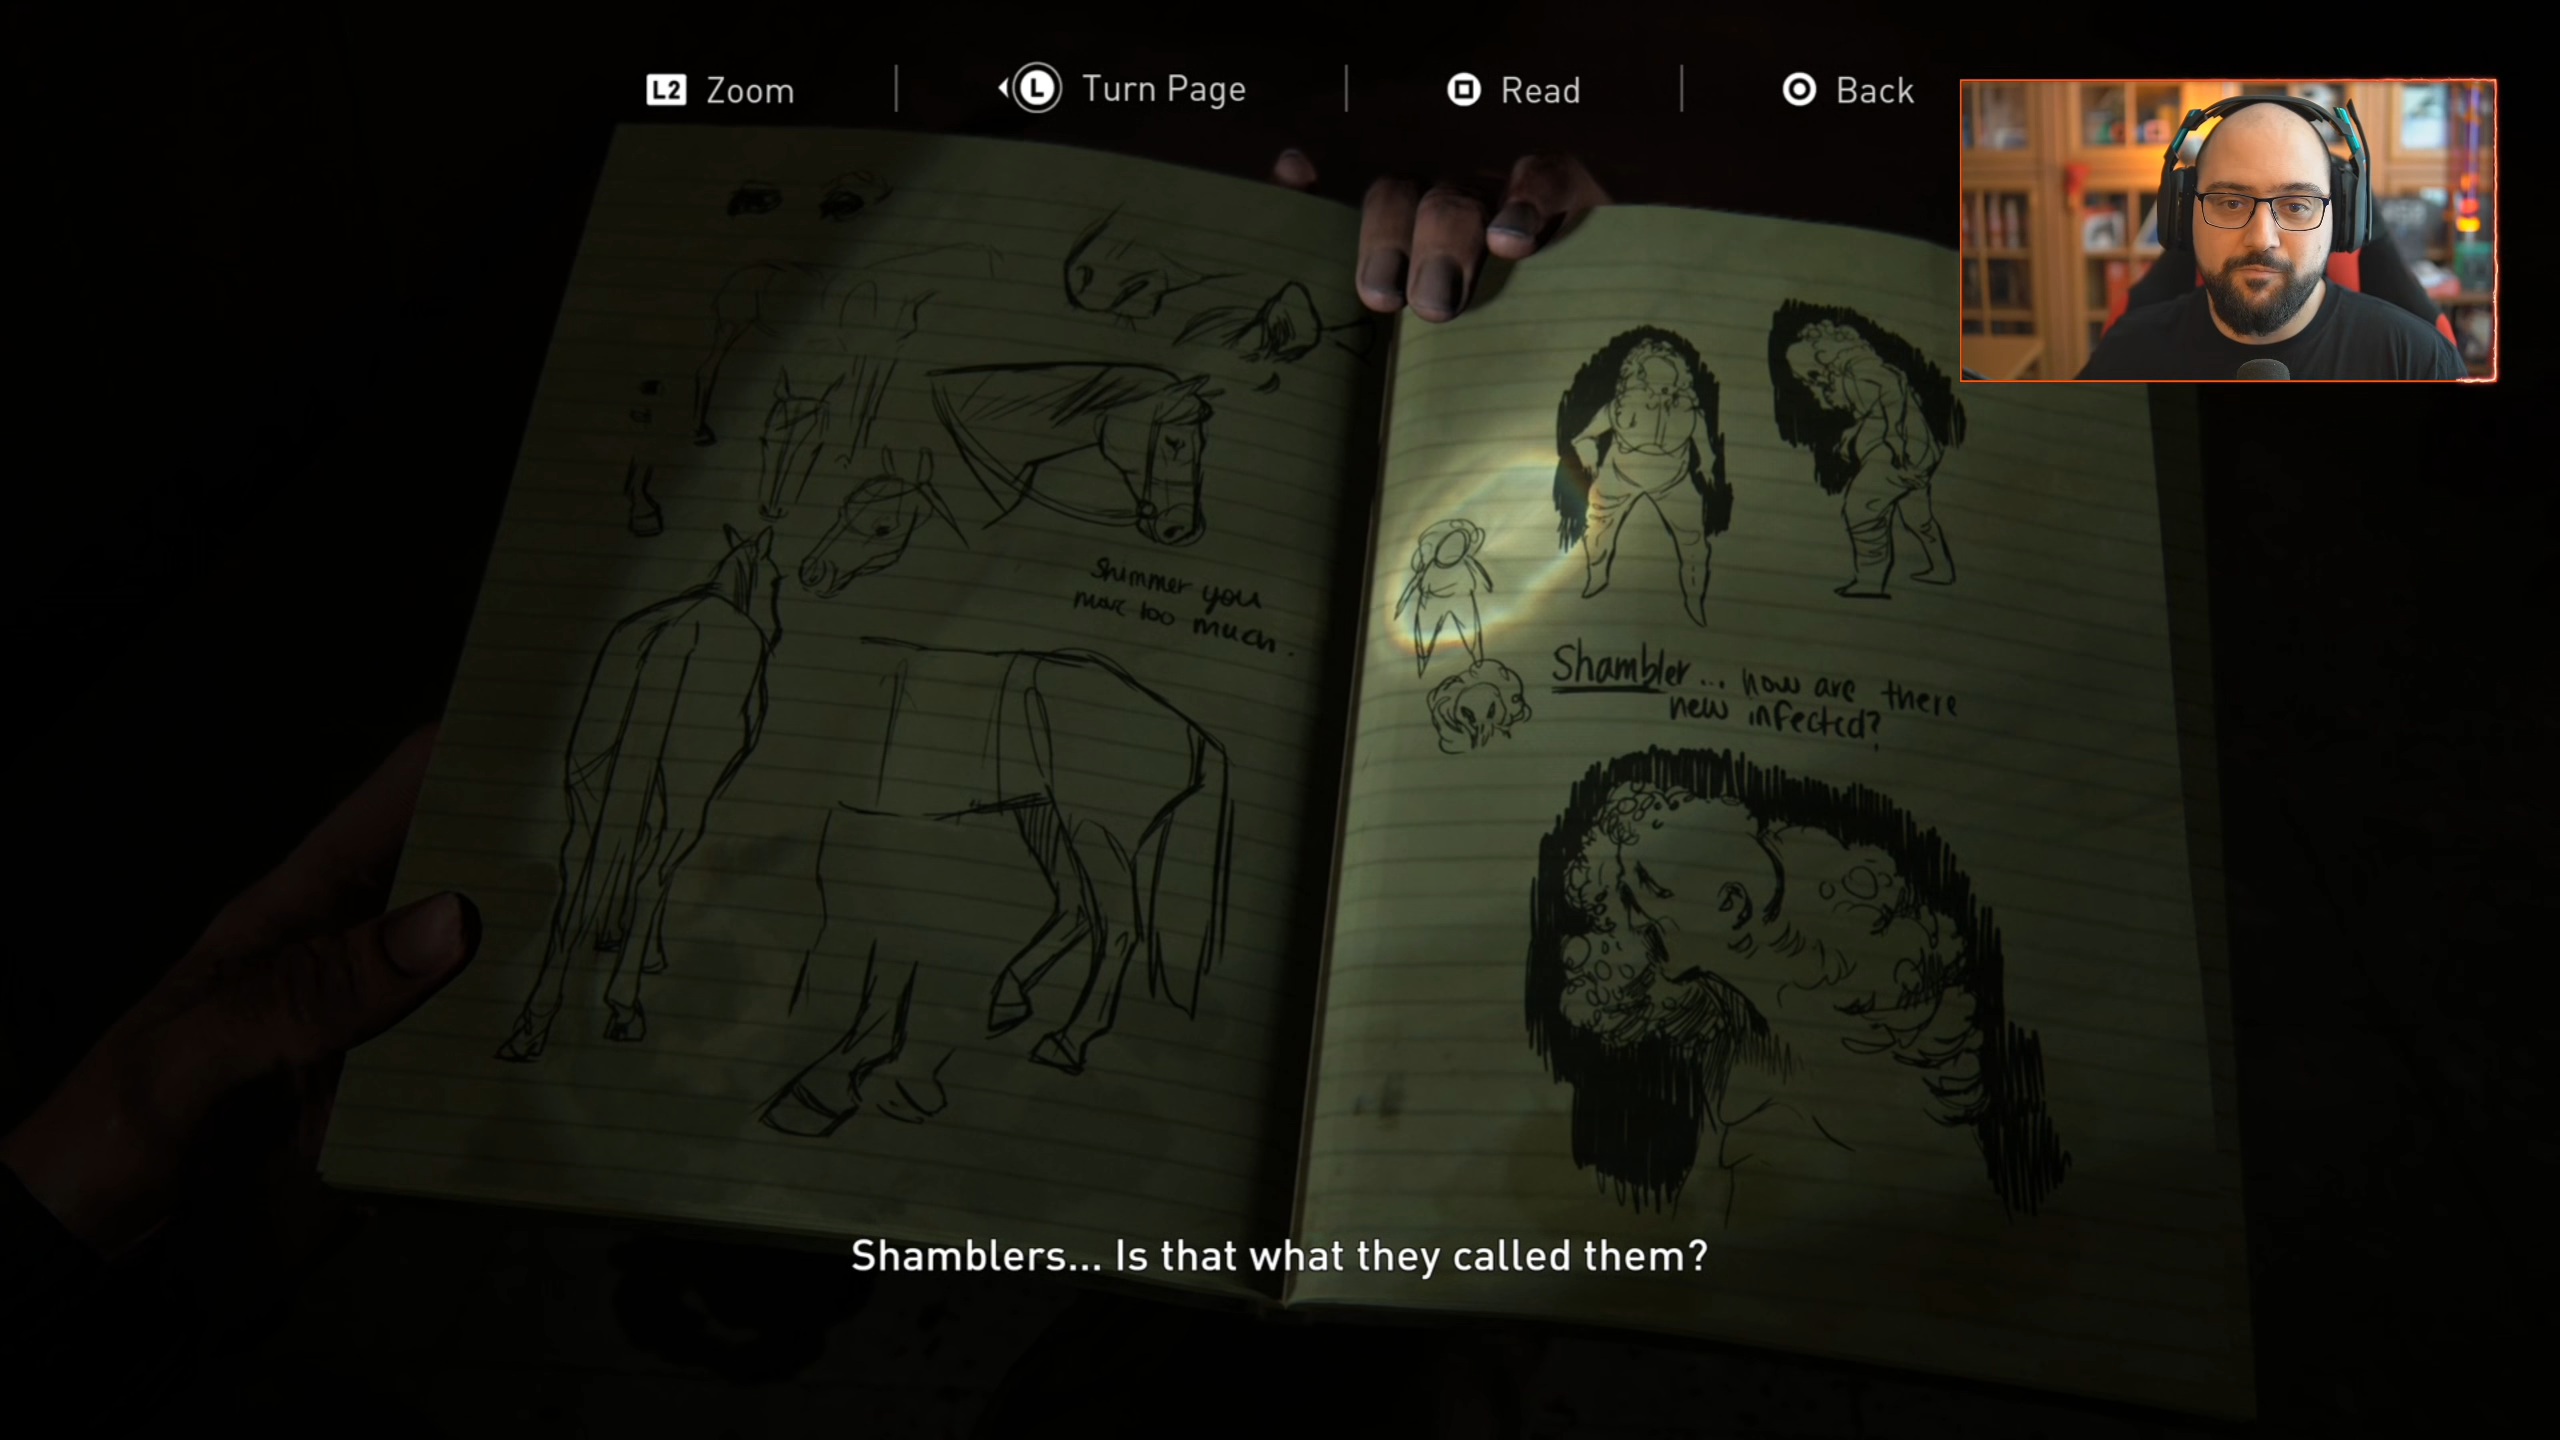 L2 Zoom
L Turn Page
Read
Back
Shimmer you
move too much.
Shambler... how are there
new infected?
Shamblers... Is that what they called them?